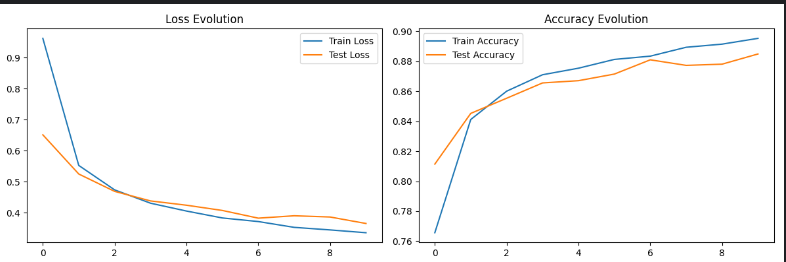 Loss Evolution
Train Loss
Test Loss
0.9
0.8
0.7
0.6
0.5
0.4
0 2 4 6 8
Accuracy Evolution
Train Accuracy
Test Accuracy
0.90
0.88
0.86
0.84
0.82
0.80
0.78
0.76
0 2 4 6 8